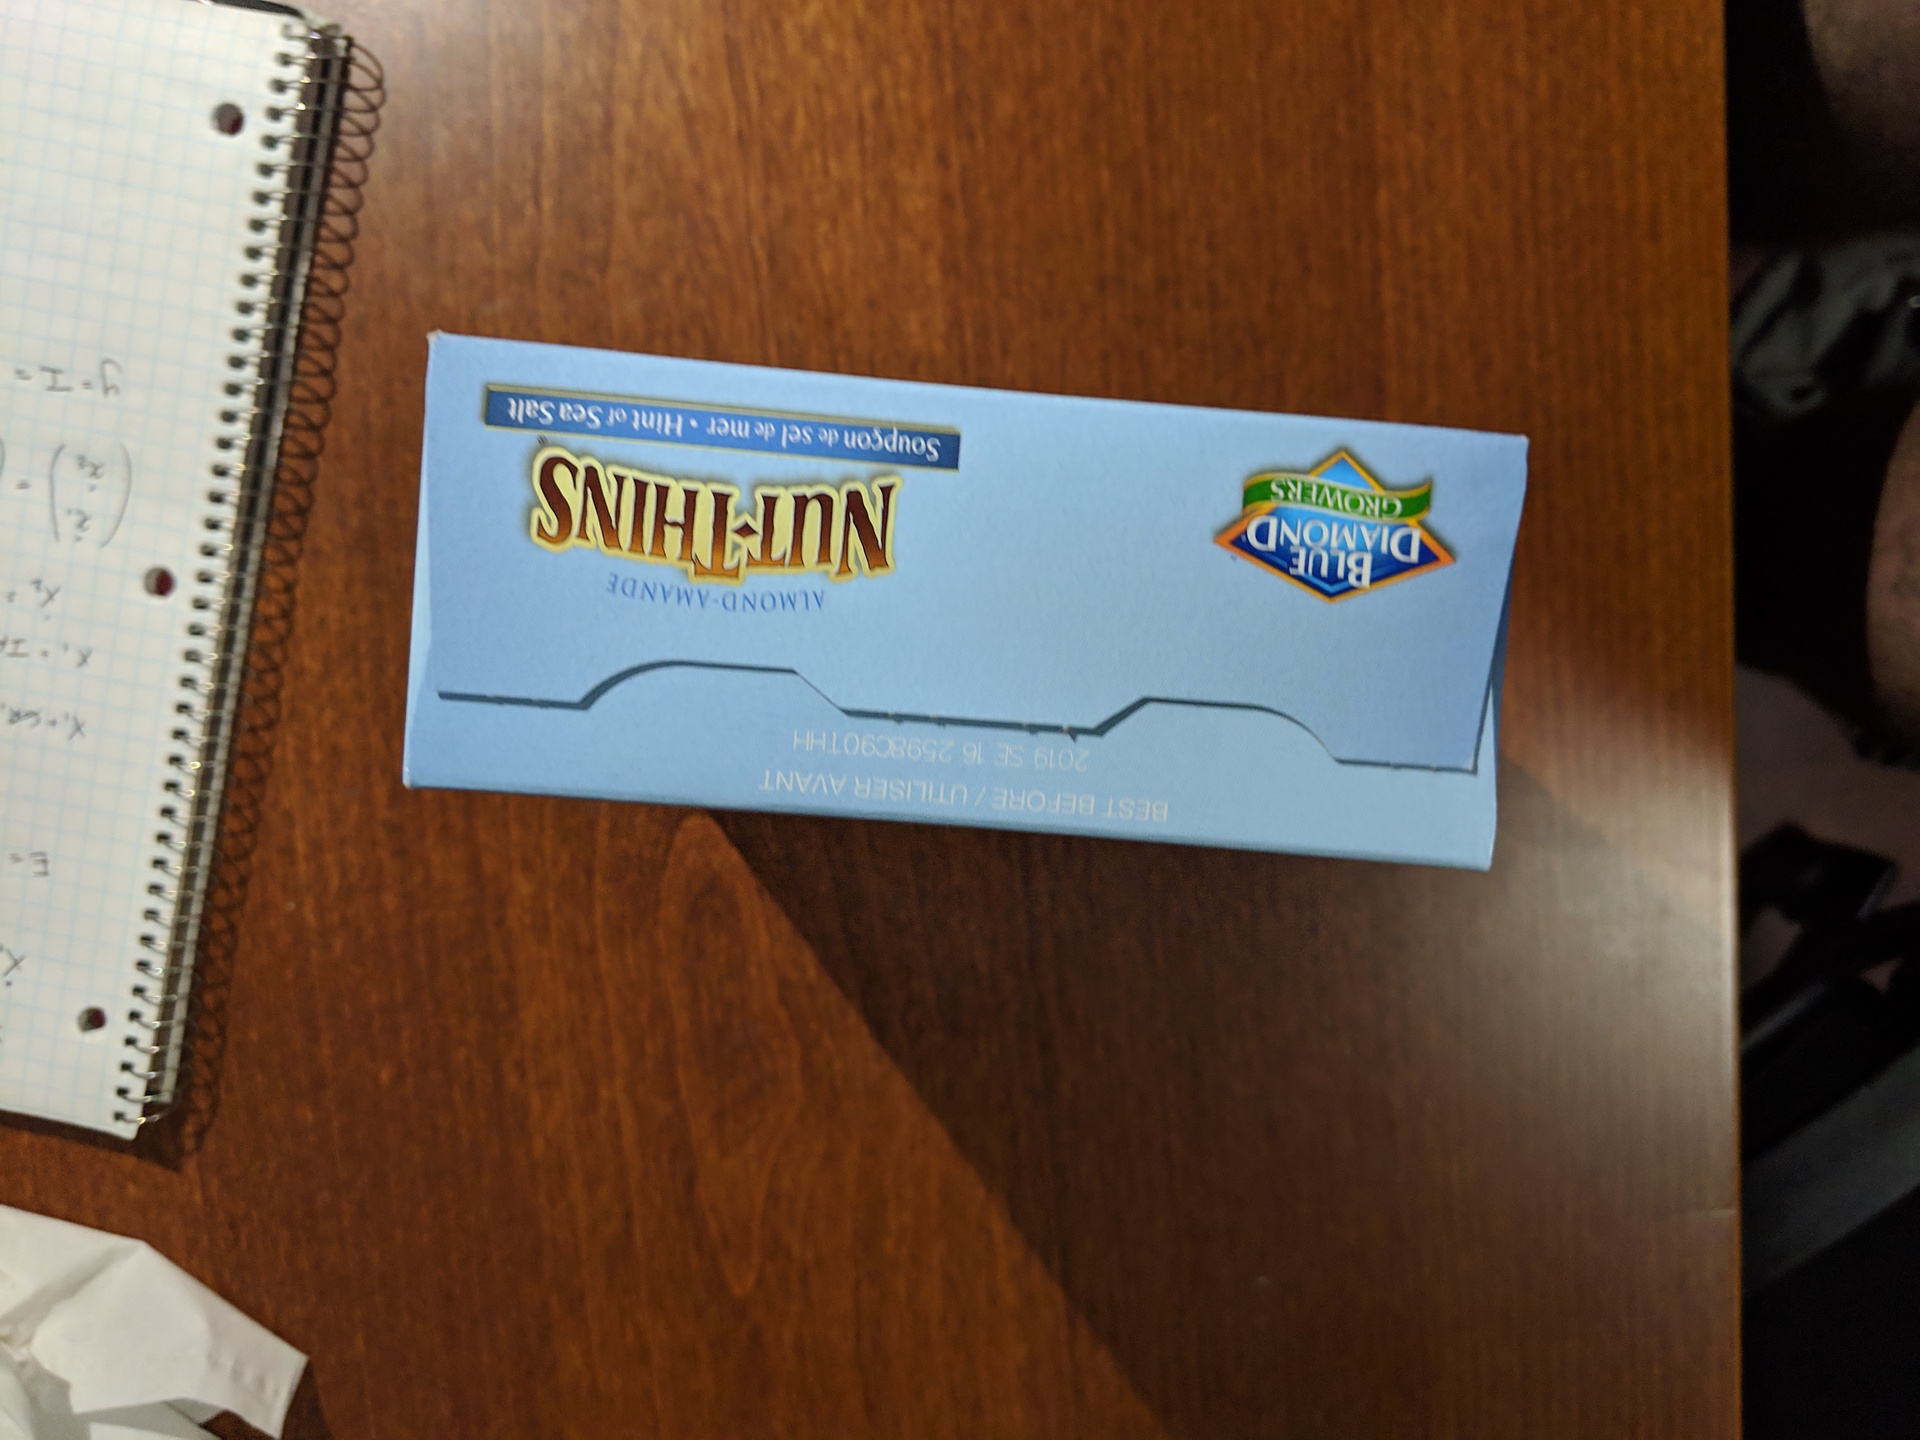 BEST BEFORE / UTILISER AVANT
2019 SE 16 2598C90THH
BLUE
DIAMOND
GROWERS
ALMOND-AMANDE
NUT-THINS
Soupçon de sel de mer • Hint of Sea Salt
y = I =
E =